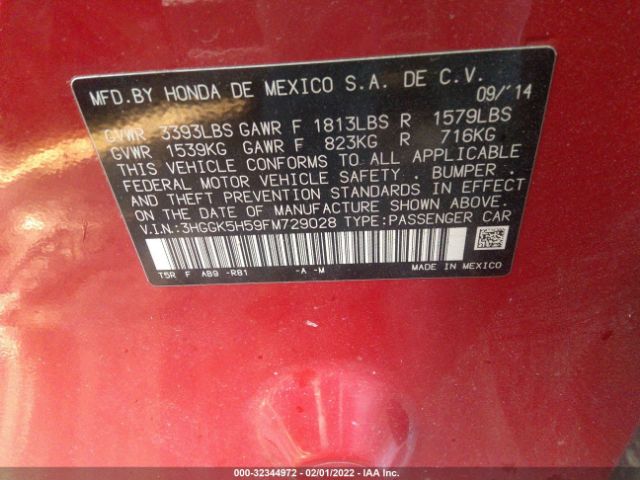 MFD.BY HONDA DE MEXICO S.A. DE C.V.
09/'14
GVWR 3393LBS GAWR F 1813LBS R 1579LBS
GVWR 1539KG GAWR F 823KG R 716KG
THIS VEHICLE CONFORMS TO ALL APPLICABLE
FEDERAL MOTOR VEHICLE SAFETY . BUMPER .
AND THEFT PREVENTION STANDARDS IN EFFECT
ON THE DATE OF MANUFACTURE SHOWN ABOVE.
V.I.N.:3HGGK5H59FM729028 TYPE:PASSENGER CAR
T5R F AB9 -R81 -A -M MADE IN MEXICO
000-32344972 - 02/01/2022 - IAA Inc.